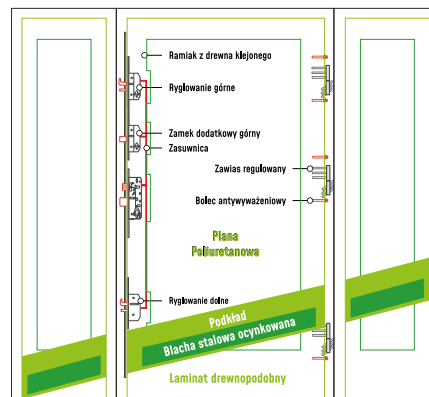 Ramiak z drewna klejonego
Ryglowanie górne
Zamek dodatkowy górny
Zasuwnica
Zawias regulowany
Bolec antywyważeniowy
Piana
Poliuretanowa
Ryglowanie dolne
Podkład
Blacha stalowa ocynkowana
Laminat drewnopodobny